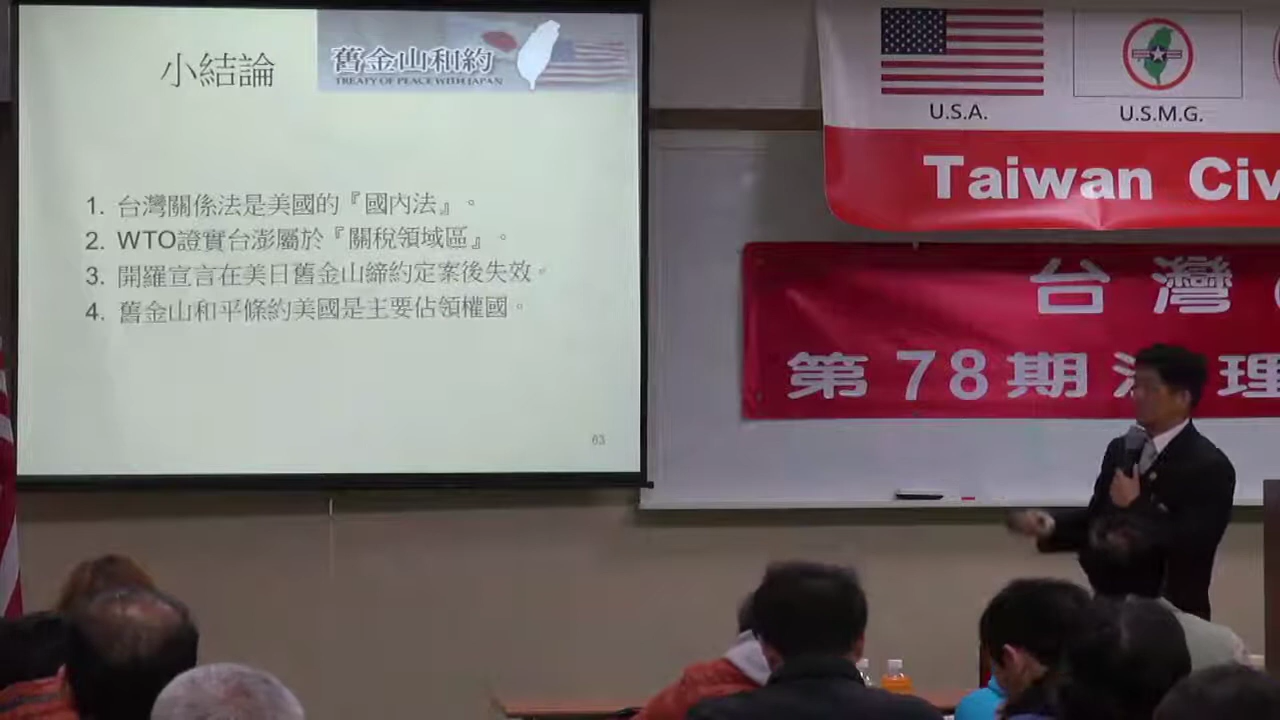 小結論
舊金山和約
TREATY OF PEACE WITH JAPAN
1. 台灣關係法是美國的『國內法』。
2. WTO證實台澎屬於『關稅領域區』。
3. 開羅宣言在美日舊金山締約定案後失效。
4. 舊金山和平條約美國是主要佔領權國。
63
U.S.A.
U.S.M.G.
Taiwan Civ
台灣
第78期法理